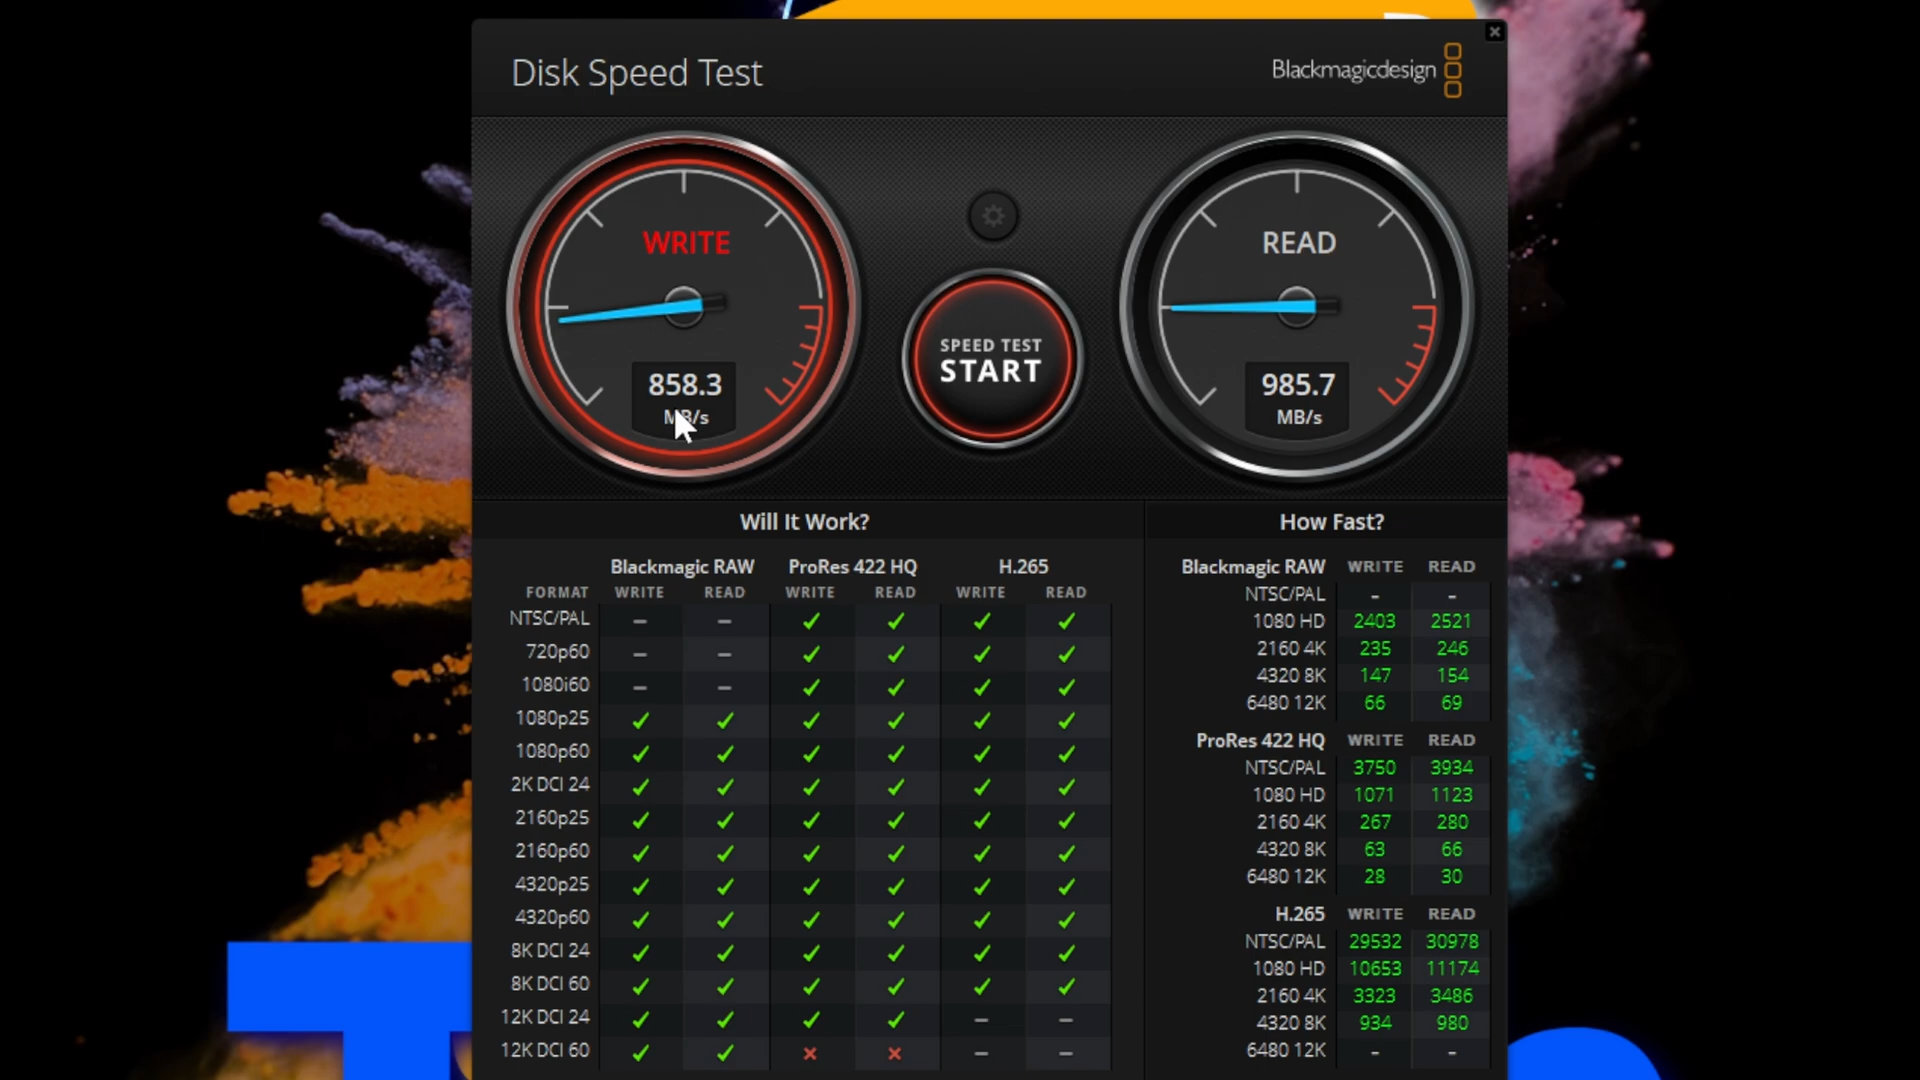 Disk Speed Test
Blackmagicdesign
WRITE
858.3
MB/s
SPEED TEST
START
READ
985.7
MB/s
Will It Work?
Blackmagic RAW ProRes 422 HQ H.265
FORMAT WRITE READ WRITE READ WRITE READ
NTSC/PAL – – ✓ ✓ ✓ ✓
720p60 – – ✓ ✓ ✓ ✓
1080i60 – – ✓ ✓ ✓ ✓
1080p25 ✓ ✓ ✓ ✓ ✓ ✓
1080p60 ✓ ✓ ✓ ✓ ✓ ✓
2K DCI 24 ✓ ✓ ✓ ✓ ✓ ✓
2160p25 ✓ ✓ ✓ ✓ ✓ ✓
2160p60 ✓ ✓ ✓ ✓ ✓ ✓
4320p25 ✓ ✓ ✓ ✓ ✓ ✓
4320p60 ✓ ✓ ✓ ✓ ✓ ✓
8K DCI 24 ✓ ✓ ✓ ✓ ✓ ✓
8K DCI 60 ✓ ✓ ✓ ✓ ✓ ✓
12K DCI 24 ✓ ✓ ✓ ✓ – –
12K DCI 60 ✓ ✓ × × – –
How Fast?
Blackmagic RAW WRITE READ
NTSC/PAL - -
1080 HD 2403 2521
2160 4K 235 246
4320 8K 147 154
6480 12K 66 69
ProRes 422 HQ WRITE READ
NTSC/PAL 3750 3934
1080 HD 1071 1123
2160 4K 267 280
4320 8K 63 66
6480 12K 28 30
H.265 WRITE READ
NTSC/PAL 29532 30978
1080 HD 10653 11174
2160 4K 3323 3486
4320 8K 934 980
6480 12K - -